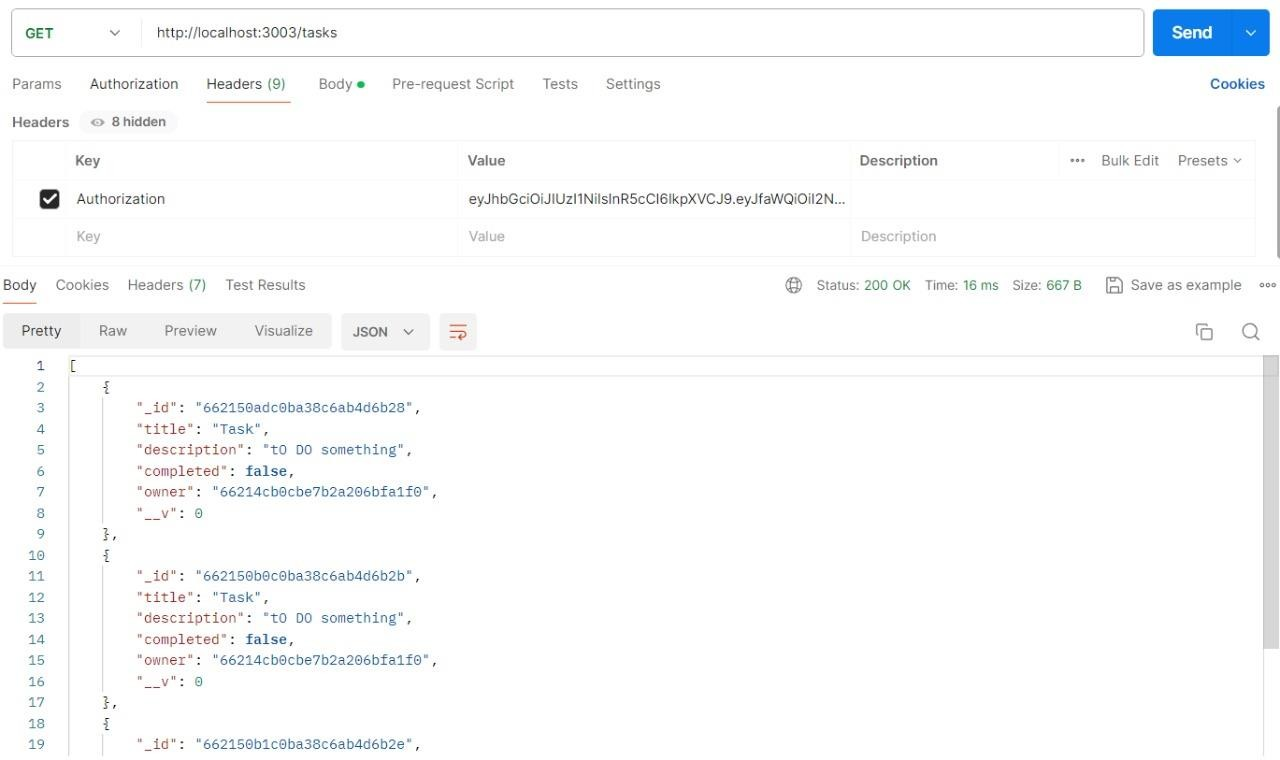 GET http://localhost:3003/tasks Send
Params Authorization Headers (9) Body Pre-request Script Tests Settings Cookies
Headers 8 hidden
Key Value Description ••• Bulk Edit Presets
Authorization eyJhbGciOiJIUzI1NiIsInR5cCI6IkpXVCJ9.eyJfaWQiOiI2N...
Key Value Description
Body Cookies Headers (7) Test Results Status: 200 OK Time: 16 ms Size: 667 B Save as example
Pretty Raw Preview Visualize JSON
1 [
2 {
3 "_id": "662150adc0ba38c6ab4d6b28",
4 "title": "Task",
5 "description": "tO DO something",
6 "completed": false,
7 "owner": "66214cb0cbe7b2a206bfa1f0",
8 "__v": 0
9 },
10 {
11 "_id": "662150b0c0ba38c6ab4d6b2b",
12 "title": "Task",
13 "description": "tO DO something",
14 "completed": false,
15 "owner": "66214cb0cbe7b2a206bfa1f0",
16 "__v": 0
17 },
18 {
19 "_id": "662150b1c0ba38c6ab4d6b2e",